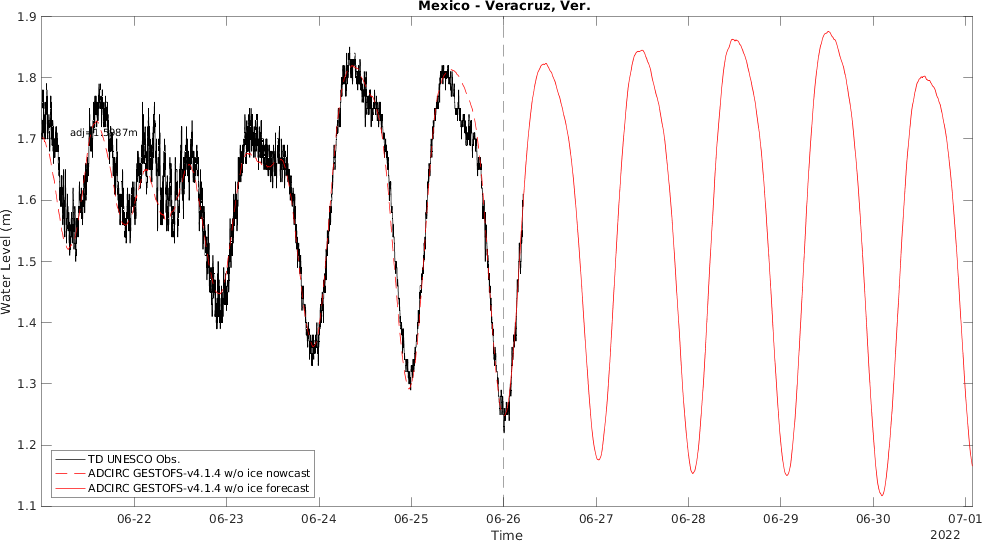 Mexico - Veracruz, Ver.
1.9
1.8
1.7
1.6
1.5
1.4
1.3
1.2
1.1
Water Level (m)
adj=1.5987m
TD UNESCO Obs.
ADCIRC GESTOFS-v4.1.4 w/o ice nowcast
ADCIRC GESTOFS-v4.1.4 w/o ice forecast
06-22 06-23 06-24 06-25 06-26 06-27 06-28 06-29 06-30 07-01
Time
2022